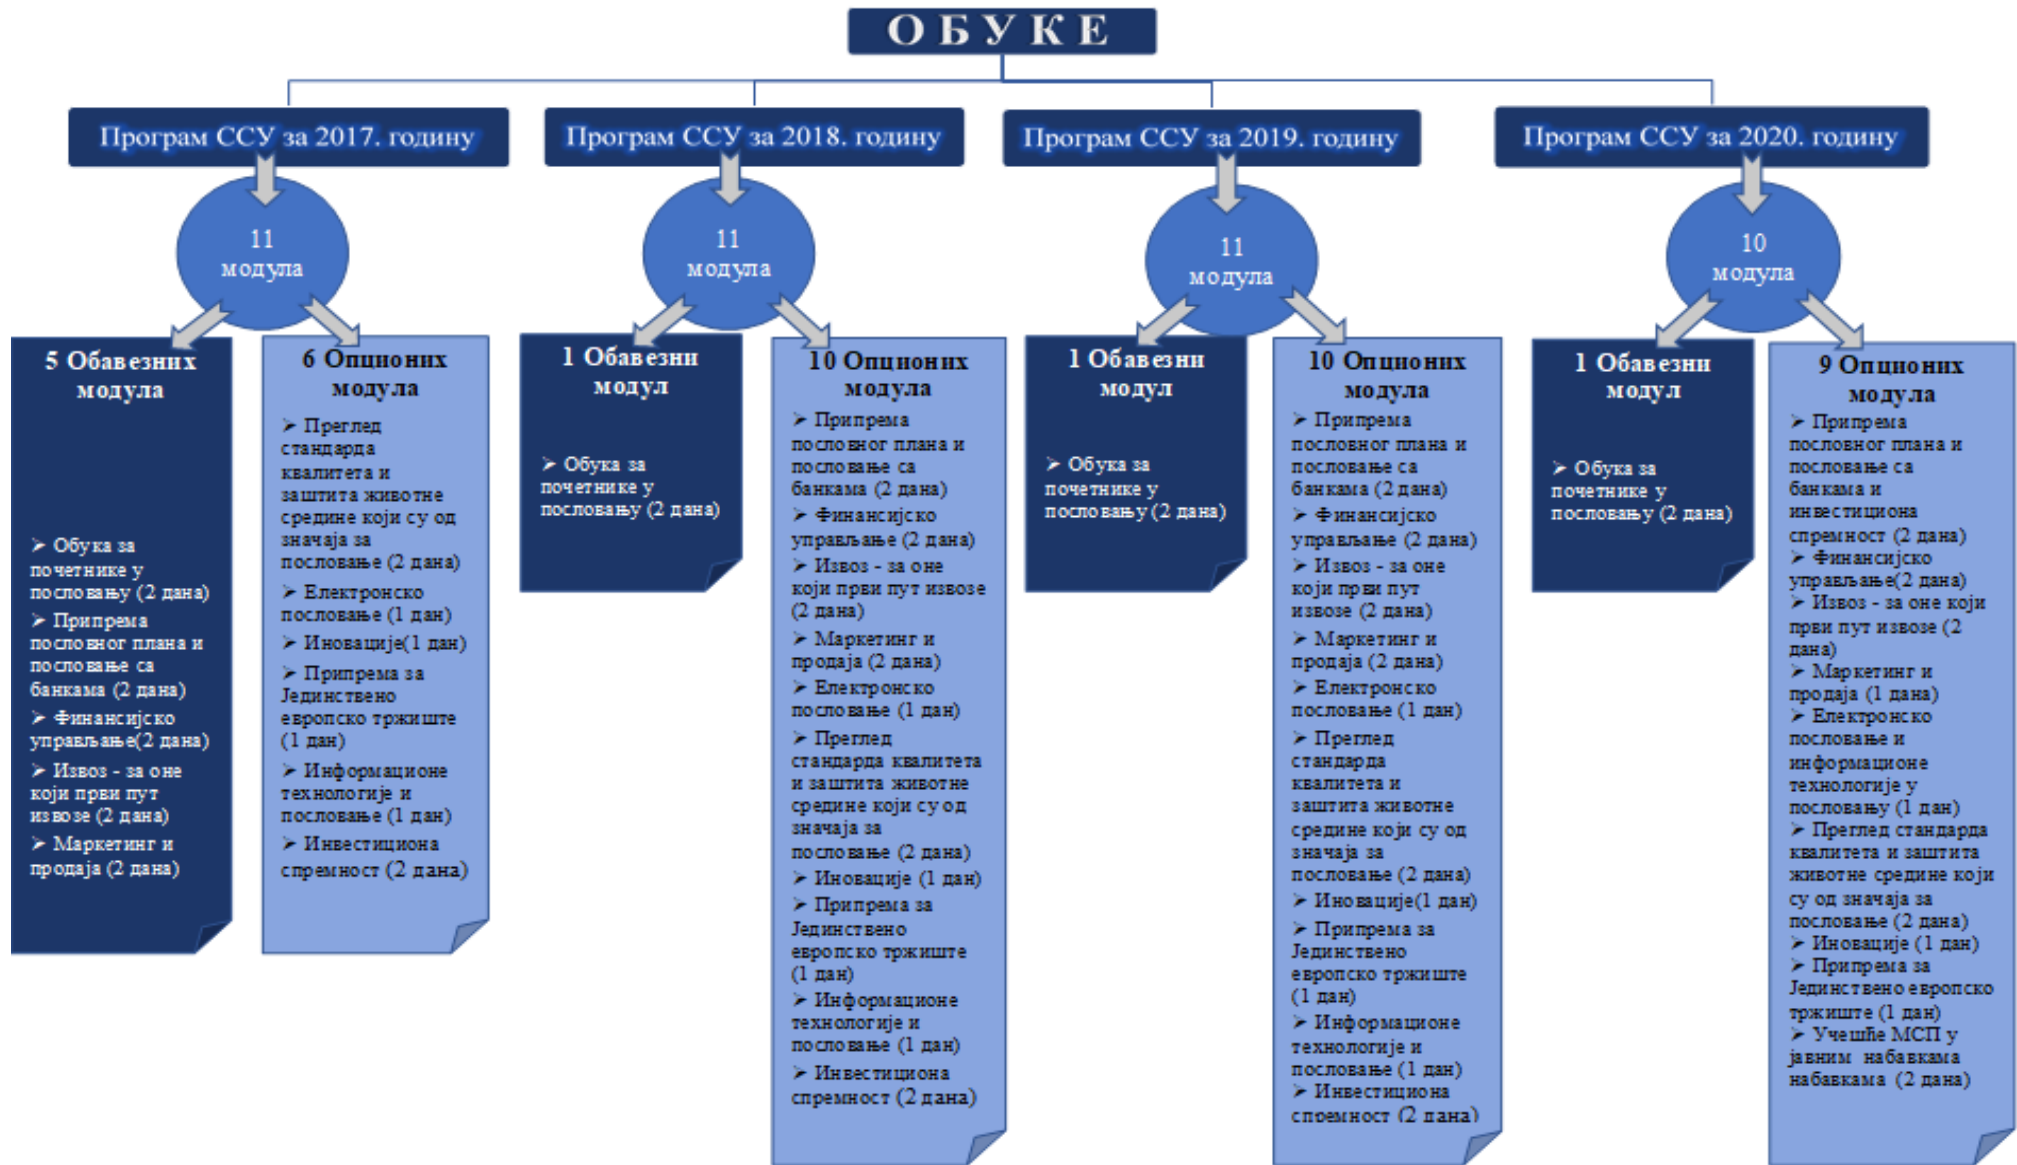 ОБУКЕ
Програм ССУ за 2017. годину
11
модула
5 Обавезних
модула
➢ Обука за
почетнике у
пословању (2 дана)
➢ Припрема
пословног плана и
пословање са
банкама (2 дана)
➢ Финансијско
управљање(2 дана)
➢ Извоз - за оне
који први пут
извозе (2 дана)
➢ Маркетинг и
продаја (2 дана)
6 Опционих
модула
➢ Преглед
стандарда
квалитета и
заштита животне
средине који су од
значаја за
пословање (2 дана)
➢ Електронско
пословање (1 дан)
➢ Иновације(1 дан)
➢ Припрема за
Јединствено
европско тржиште
(1 дан)
➢ Информационе
технологије и
пословање (1 дан)
➢ Инвестициона
спремност (2 дана)
Програм ССУ за 2018. годину
11
модула
1 Обавезни
модул
➢ Обука за
почетнике у
пословању (2 дана)
10 Опционих
модула
➢ Припрема
пословног плана и
пословање са
банкама (2 дана)
➢ Финансијско
управљање (2 дана)
➢ Извоз - за оне
који први пут извозе
(2 дана)
➢ Маркетинг и
продаја (2 дана)
➢ Електронско
пословање (1 дан)
➢ Преглед
стандарда квалитета
и заштита животне
средине који су од
значаја за
пословање (2 дана)
➢ Иновације (1 дан)
➢ Припрема за
Јединствено
европско тржиште
(1 дан)
➢ Информационе
технологије и
пословање (1 дан)
➢ Инвестициона
спремност (2 дана)
Програм ССУ за 2019. годину
11
модула
1 Обавезни
модул
➢ Обука за
почетнике у
пословању (2 дана)
10 Опционих
модула
➢ Припрема
пословног плана и
пословање са
банкама (2 дана)
➢ Финансијско
управљање (2 дана)
➢ Извоз - за оне
који први пут
извозе (2 дана)
➢ Маркетинг и
продаја (2 дана)
➢ Електронско
пословање (1 дан)
➢ Преглед
стандарда
квалитета и
заштита животне
средине који су од
значаја за
пословање (2 дана)
➢ Иновације(1 дан)
➢ Припрема за
Јединствено
европско тржиште
(1 дан)
➢ Информационе
технологије и
пословање (1 дан)
➢ Инвестициона
спремност (2 дана)
Програм ССУ за 2020. годину
10
модула
1 Обавезни
модул
➢ Обука за
почетнике у
пословању (2 дана)
9 Опционих
модула
➢ Припрема
пословног плана и
пословање са
банкама и
инвестициона
спремност (2 дана)
➢ Финансијско
управљање(2 дана)
➢ Извоз - за оне који
први пут извозе (2
дана)
➢ Маркетинг и
продаја (1 дана)
➢ Електронско
пословање и
информационе
технологије у
пословању (1 дан)
➢ Преглед стандарда
квалитета и заштита
животне средине који
су од значаја за
пословање (2 дана)
➢ Иновације (1 дан)
➢ Припрема за
Јединствено европско
тржиште (1 дан)
➢ Учешће МСП у
јавним набавкама
набавкама (2 дана)